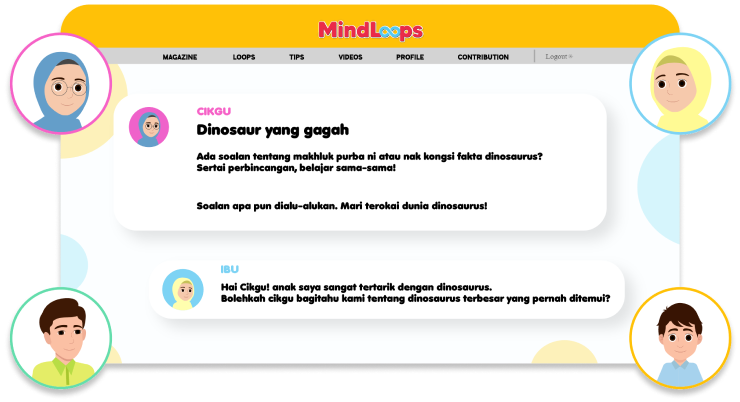 MindLoops
MAGAZINE LOOPS TIPS VIDEOS PROFILE CONTRIBUTION Logout
CIKGU
Dinosaur yang gagah
Ada soalan tentang makhluk purba ni atau nak kongsi fakta dinosaurus?
Sertai perbincangan, belajar sama-sama!
Soalan apa pun dialu-alukan. Mari terokai dunia dinosaurus!
IBU
Hai Cikgu! anak saya sangat tertarik dengan dinosaurus.
Bolehkah cikgu bagitahu kami tentang dinosaurus terbesar yang pernah ditemui?